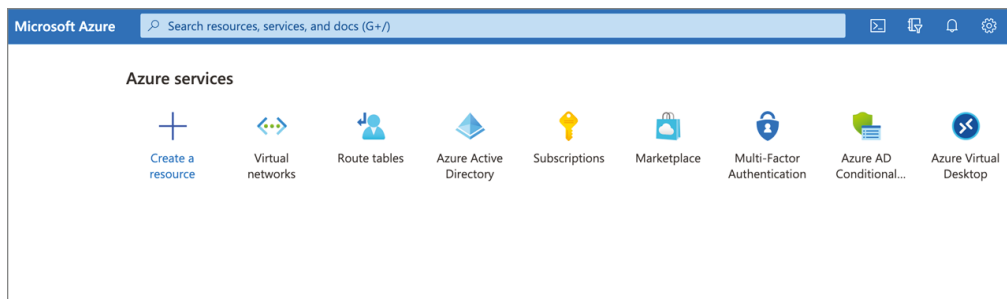 Microsoft Azure
Search resources, services, and docs (G+/)
Azure services
Create a
resource
Virtual
networks
Route tables
Azure Active
Directory
Subscriptions
Marketplace
Multi-Factor
Authentication
Azure AD
Conditional...
Azure Virtual
Desktop